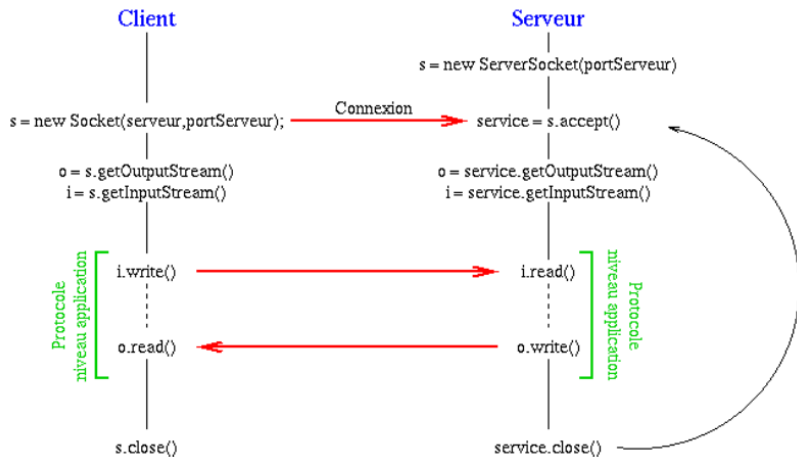 Client
Serveur
s = new ServerSocket(portServeur)
s = new Socket(serveur,portServeur);
Connexion
service = s.accept()
o = s.getOutputStream()
i = s.getInputStream()
o = service.getOutputStream()
i = service.getInputStream()
Protocole
niveau application
i.write()
i.read()
Protocole
niveau application
o.read()
o.write()
s.close()
service.close()